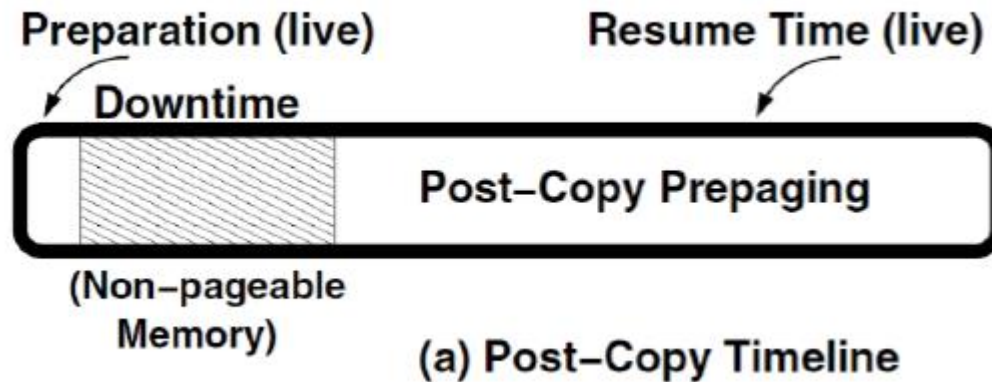 Preparation (live)
Resume Time (live)
Downtime
Post-Copy Prepaging
(Non-pageable
Memory)
(a) Post-Copy Timeline